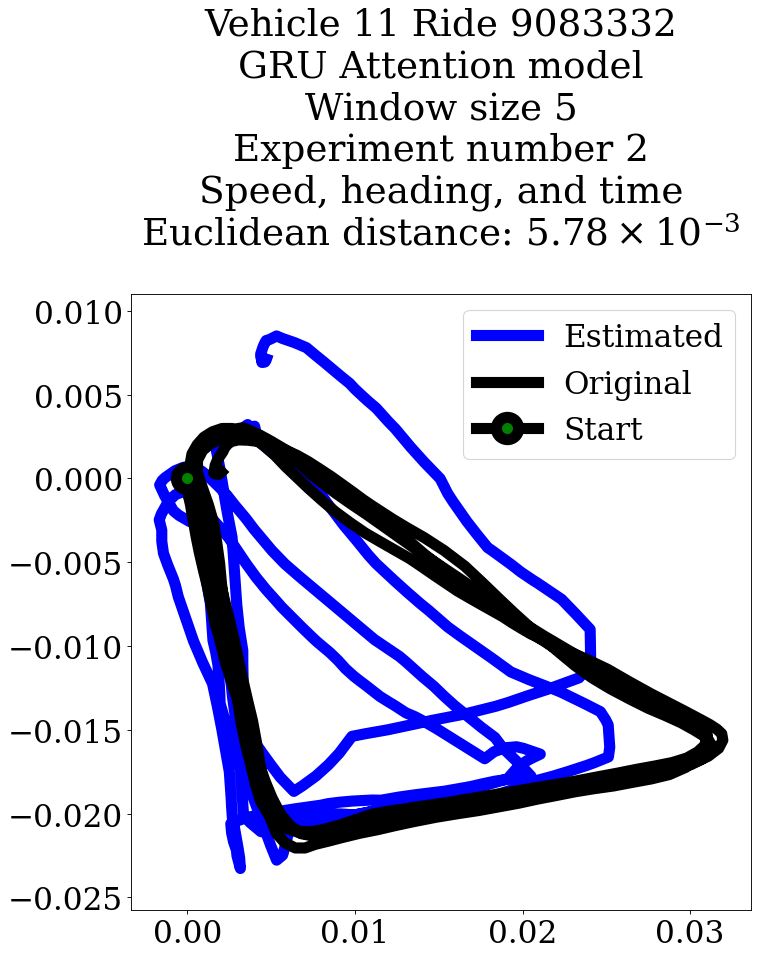 Vehicle 11 Ride 9083332
GRU Attention model
Window size 5
Experiment number 2
Speed, heading, and time
Euclidean distance: 5.78 × 10⁻³
Estimated
Original
Start
0.010
0.005
0.000
−0.005
−0.010
−0.015
−0.020
−0.025
0.00 0.01 0.02 0.03